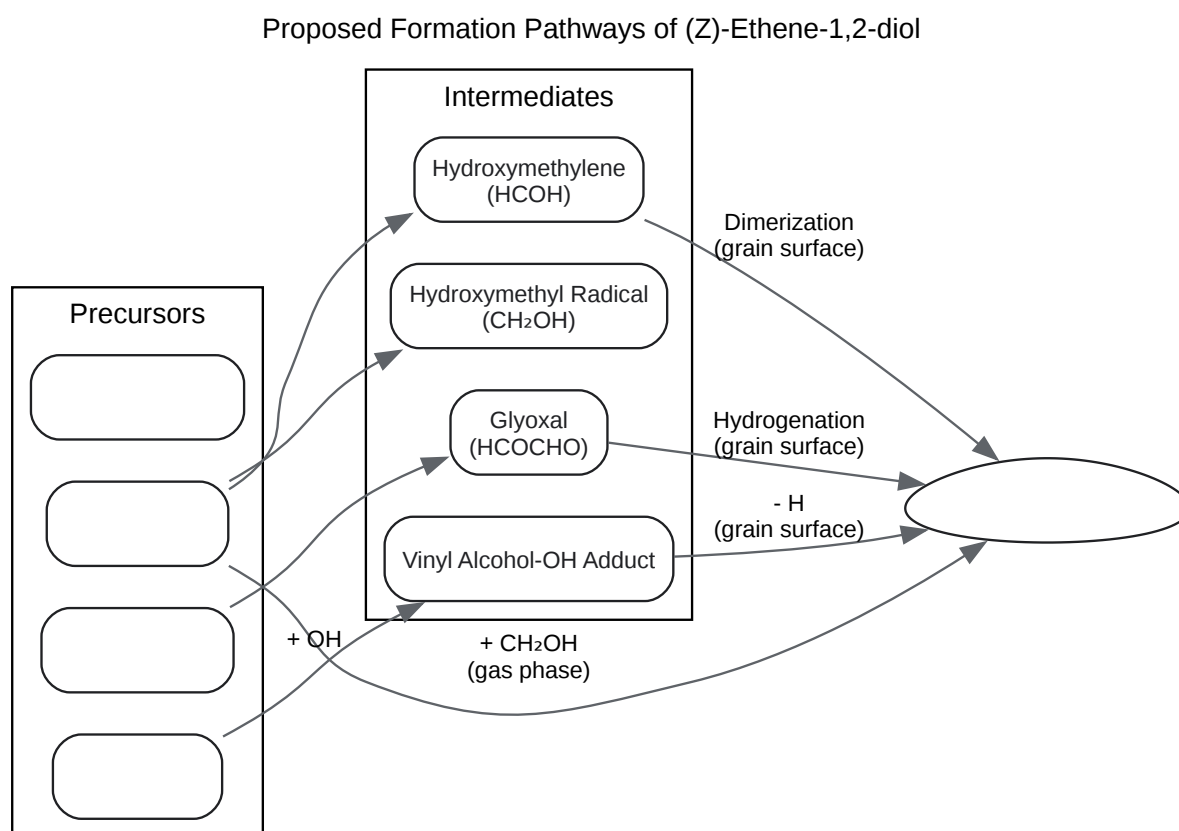 Proposed Formation Pathways of (Z)-Ethene-1,2-diol
Intermediates
Hydroxymethylene
(HCOH)
Dimerization
(grain surface)
Hydroxymethyl Radical
(CH₂OH)
Precursors
Glyoxal
(HCOCHO)
Hydrogenation
(grain surface)
- H
(grain surface)
Vinyl Alcohol-OH Adduct
+ OH
+ CH₂OH
(gas phase)